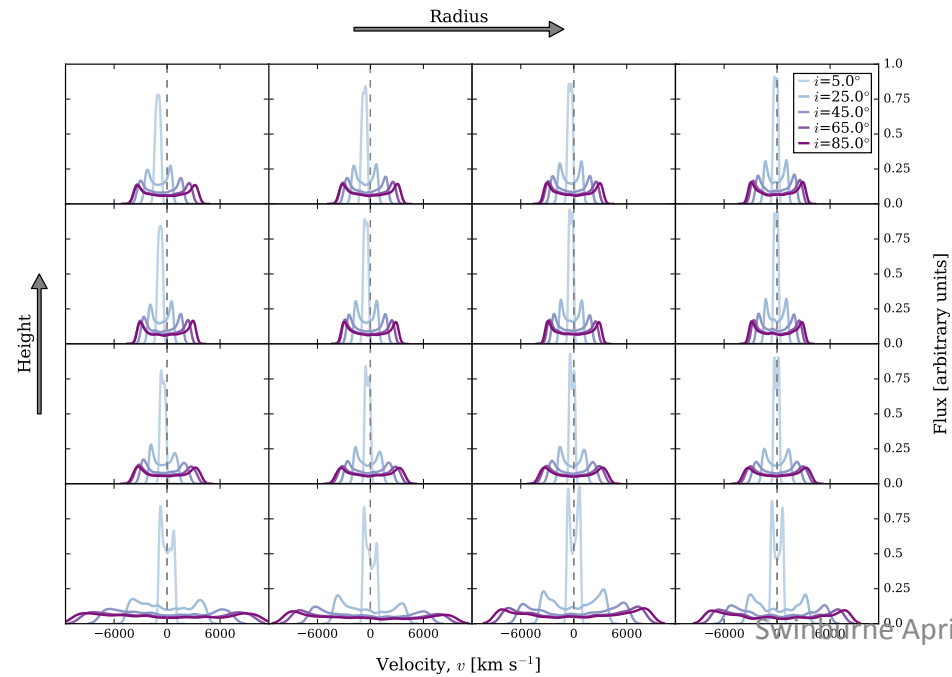 Radius
Height
1.0
0.75
0.5
0.25
0.0
i=5.0°
i=25.0°
i=45.0°
i=65.0°
i=85.0°
0.75
0.5
0.25
0.0
0.75
0.5
0.25
0.0
0.75
0.5
0.25
0.0
Flux [arbitrary units]
−6000 0 6000 −6000 0 6000 −6000 0 6000 −6000 0 6000
Swinburne Apri
Velocity, v [km s⁻¹]